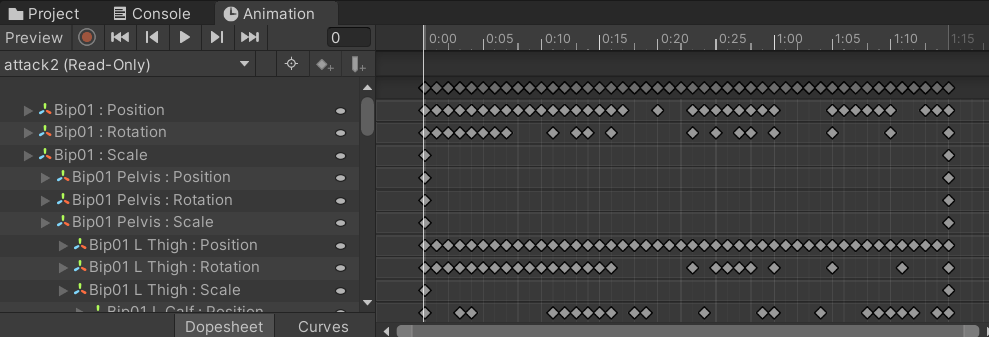 Project Console Animation
Preview 0 0:00 0:05 0:10 0:15 0:20 0:25 1:00 1:05 1:10 1:15
attack2 (Read-Only)
Bip01 : Position
Bip01 : Rotation
Bip01 : Scale
Bip01 Pelvis : Position
Bip01 Pelvis : Rotation
Bip01 Pelvis : Scale
Bip01 L Thigh : Position
Bip01 L Thigh : Rotation
Bip01 L Thigh : Scale
Bip01 L Calf : Position
Dopesheet Curves